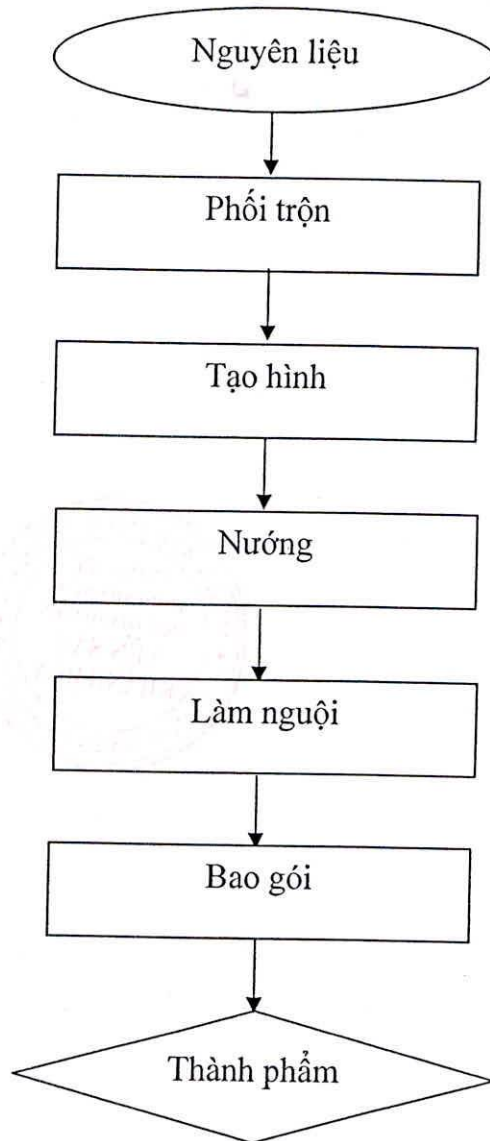 Nguyên liệu
Phối trộn
Tạo hình
Nướng
Làm nguội
Bao gói
Thành phẩm